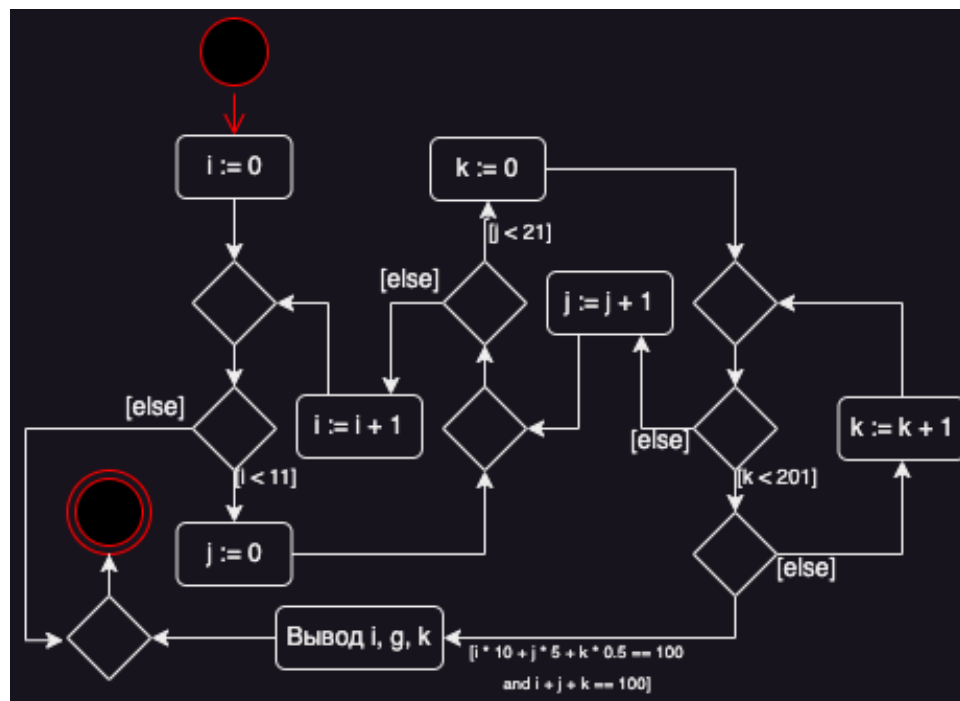 i := 0
k := 0
[j < 21]
[else]
j := j + 1
[else]
i := i + 1
[else]
k := k + 1
[i < 11]
[k < 201]
j := 0
[else]
Вывод i, g, k
[i * 10 + j * 5 + k * 0.5 == 100
and i + j + k == 100]